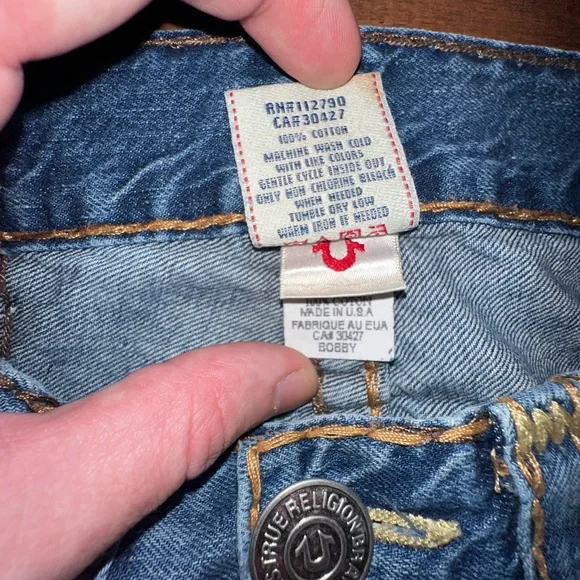 RN#112790
CA#30427
100% COTTON
MACHINE WASH COLD
WITH LIKE COLORS
GENTLE CYCLE INSIDE OUT
ONLY NON CHLORINE BLEACH
WHEN NEEDED
TUMBLE DRY LOW
WARM IRON IF NEEDED
100% COTON
MADE IN U.S.A
FABRIQUE AU EUA
CA# 30427
BOBBY
TRUE RELIGION